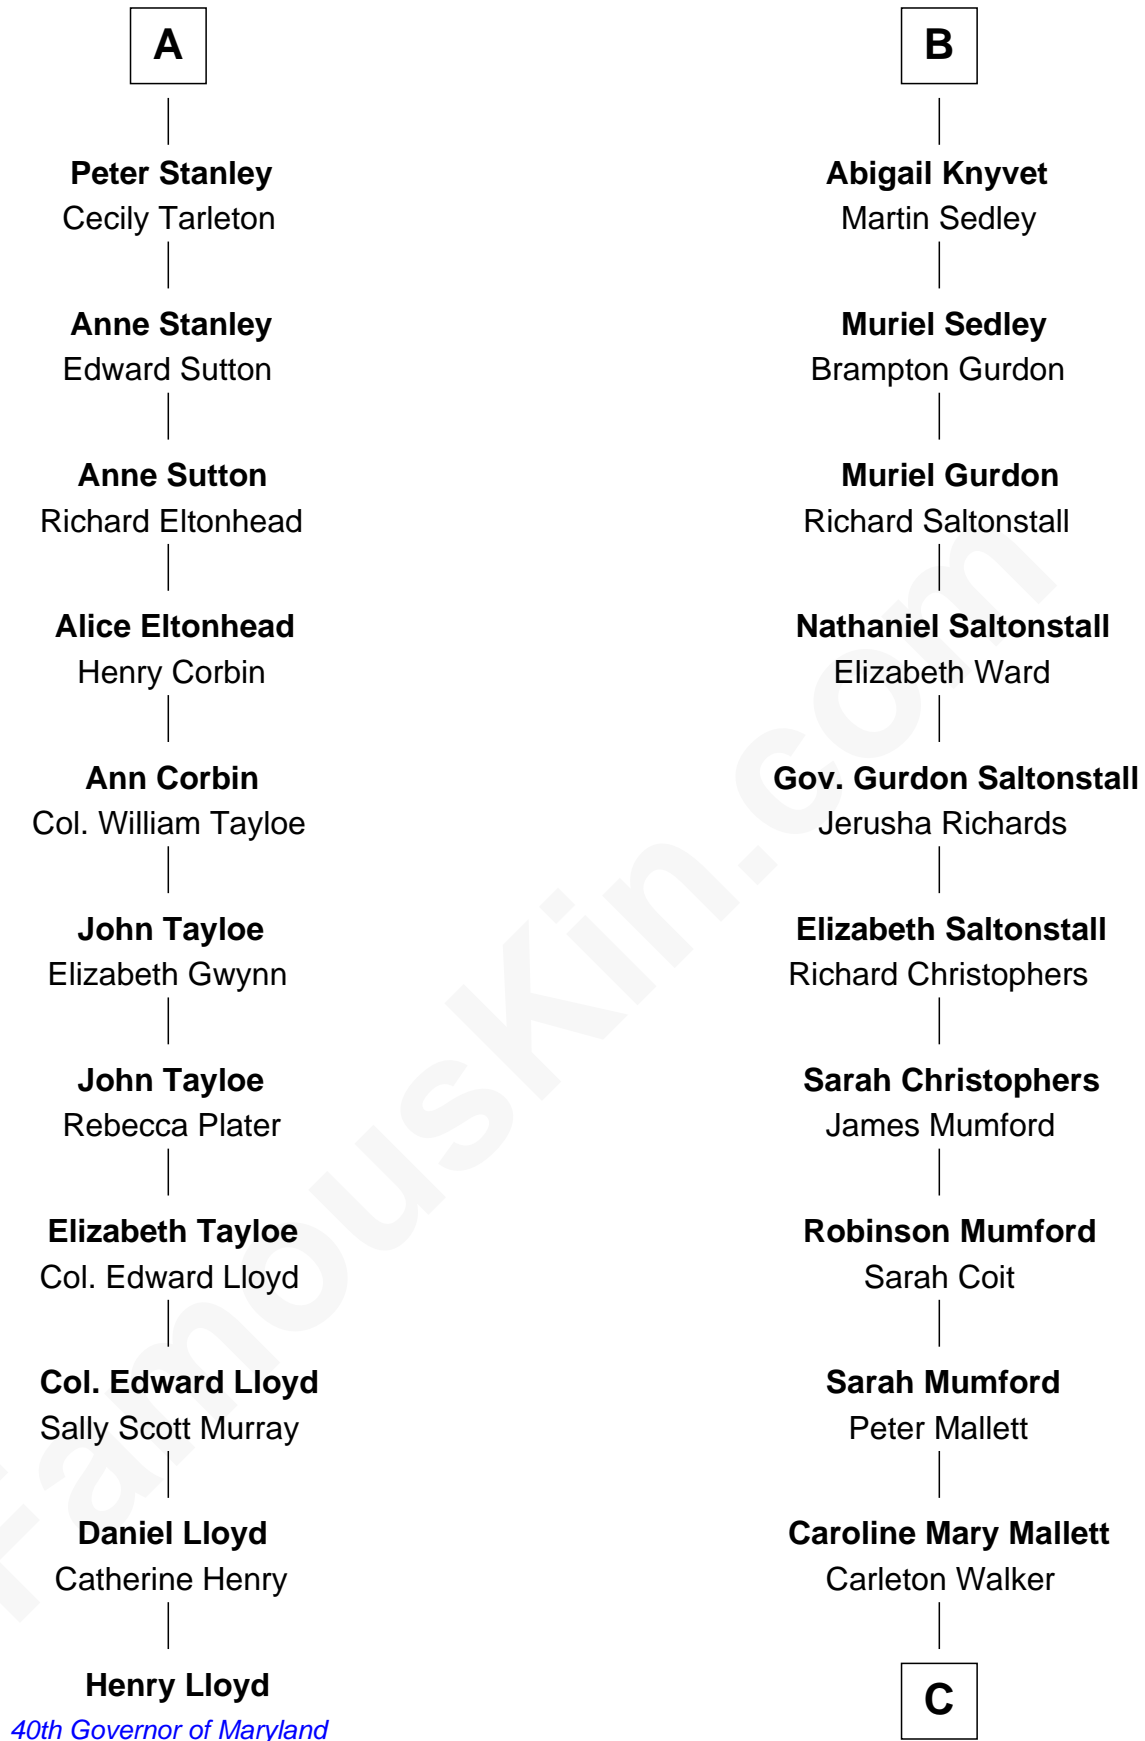 A
Peter Stanley
Cecily Tarleton
Anne Stanley
Edward Sutton
Anne Sutton
Richard Eltonhead
Alice Eltonhead
Henry Corbin
Ann Corbin
Col. William Tayloe
John Tayloe
Elizabeth Gwynn
John Tayloe
Rebecca Plater
Elizabeth Tayloe
Col. Edward Lloyd
Col. Edward Lloyd
Sally Scott Murray
Daniel Lloyd
Catherine Henry
Henry Lloyd
40th Governor of Maryland
B
Abigail Knyvet
Martin Sedley
Muriel Sedley
Brampton Gurdon
Muriel Gurdon
Richard Saltonstall
Nathaniel Saltonstall
Elizabeth Ward
Gov. Gurdon Saltonstall
Jerusha Richards
Elizabeth Saltonstall
Richard Christophers
Sarah Christophers
James Mumford
Robinson Mumford
Sarah Coit
Sarah Mumford
Peter Mallett
Caroline Mary Mallett
Carleton Walker
C
FamousKin.com